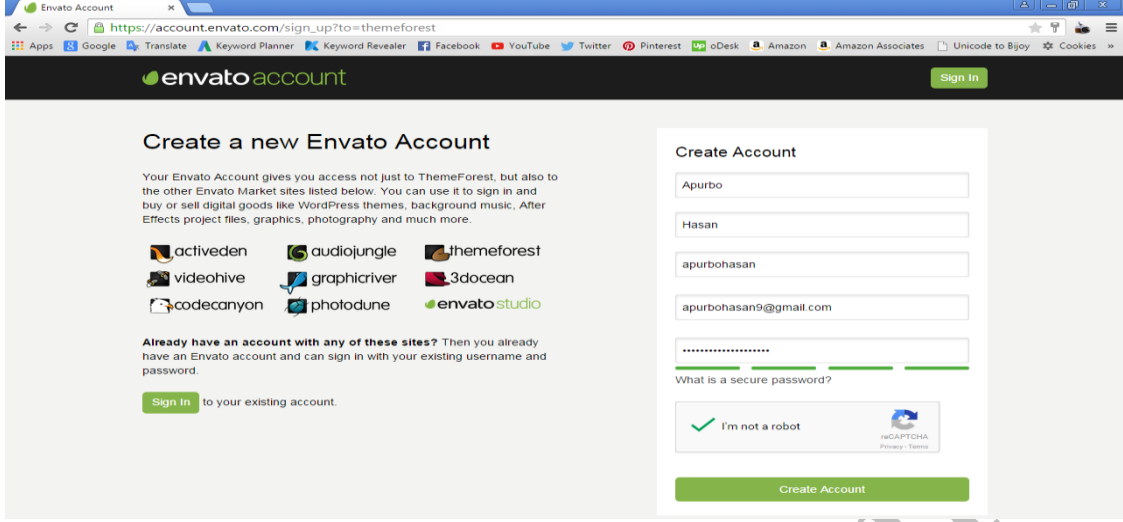 Envato Account
https://account.envato.com/sign_up?to=themeforest
Apps Google Translate Keyword Planner Keyword Revealer Facebook YouTube Twitter Pinterest Up oDesk Amazon Amazon Associates Unicode to Bijoy Cookies »
envato account
Sign In
Create a new Envato Account
Your Envato Account gives you access not just to ThemeForest, but also to
the other Envato Market sites listed below. You can use it to sign in and
buy or sell digital goods like WordPress themes, background music, After
Effects project files, graphics, photography and much more.
activeden audiojungle themeforest
videohive graphicriver 3docean
codecanyon photodune envato studio
Already have an account with any of these sites? Then you already
have an Envato account and can sign in with your existing username and
password.
Sign In to your existing account.
Create Account
Apurbo
Hasan
apurbohasan
apurbohasan9@gmail.com
What is a secure password?
I'm not a robot
reCAPTCHA
Privacy - Terms
Create Account